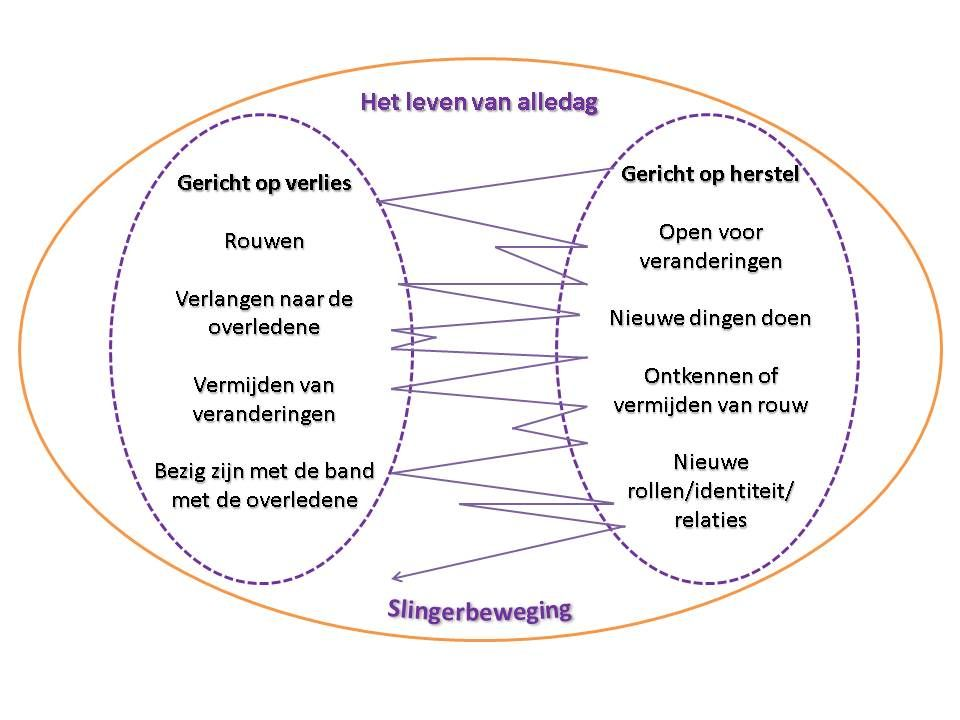 Het leven van alledag
Gericht op verlies
Rouwen
Verlangen naar de
overledene
Vermijden van
veranderingen
Bezig zijn met de band
met de overledene
Gericht op herstel
Open voor
veranderingen
Nieuwe dingen doen
Ontkennen of
vermijden van rouw
Nieuwe
rollen/identiteit/
relaties
Slingerbeweging